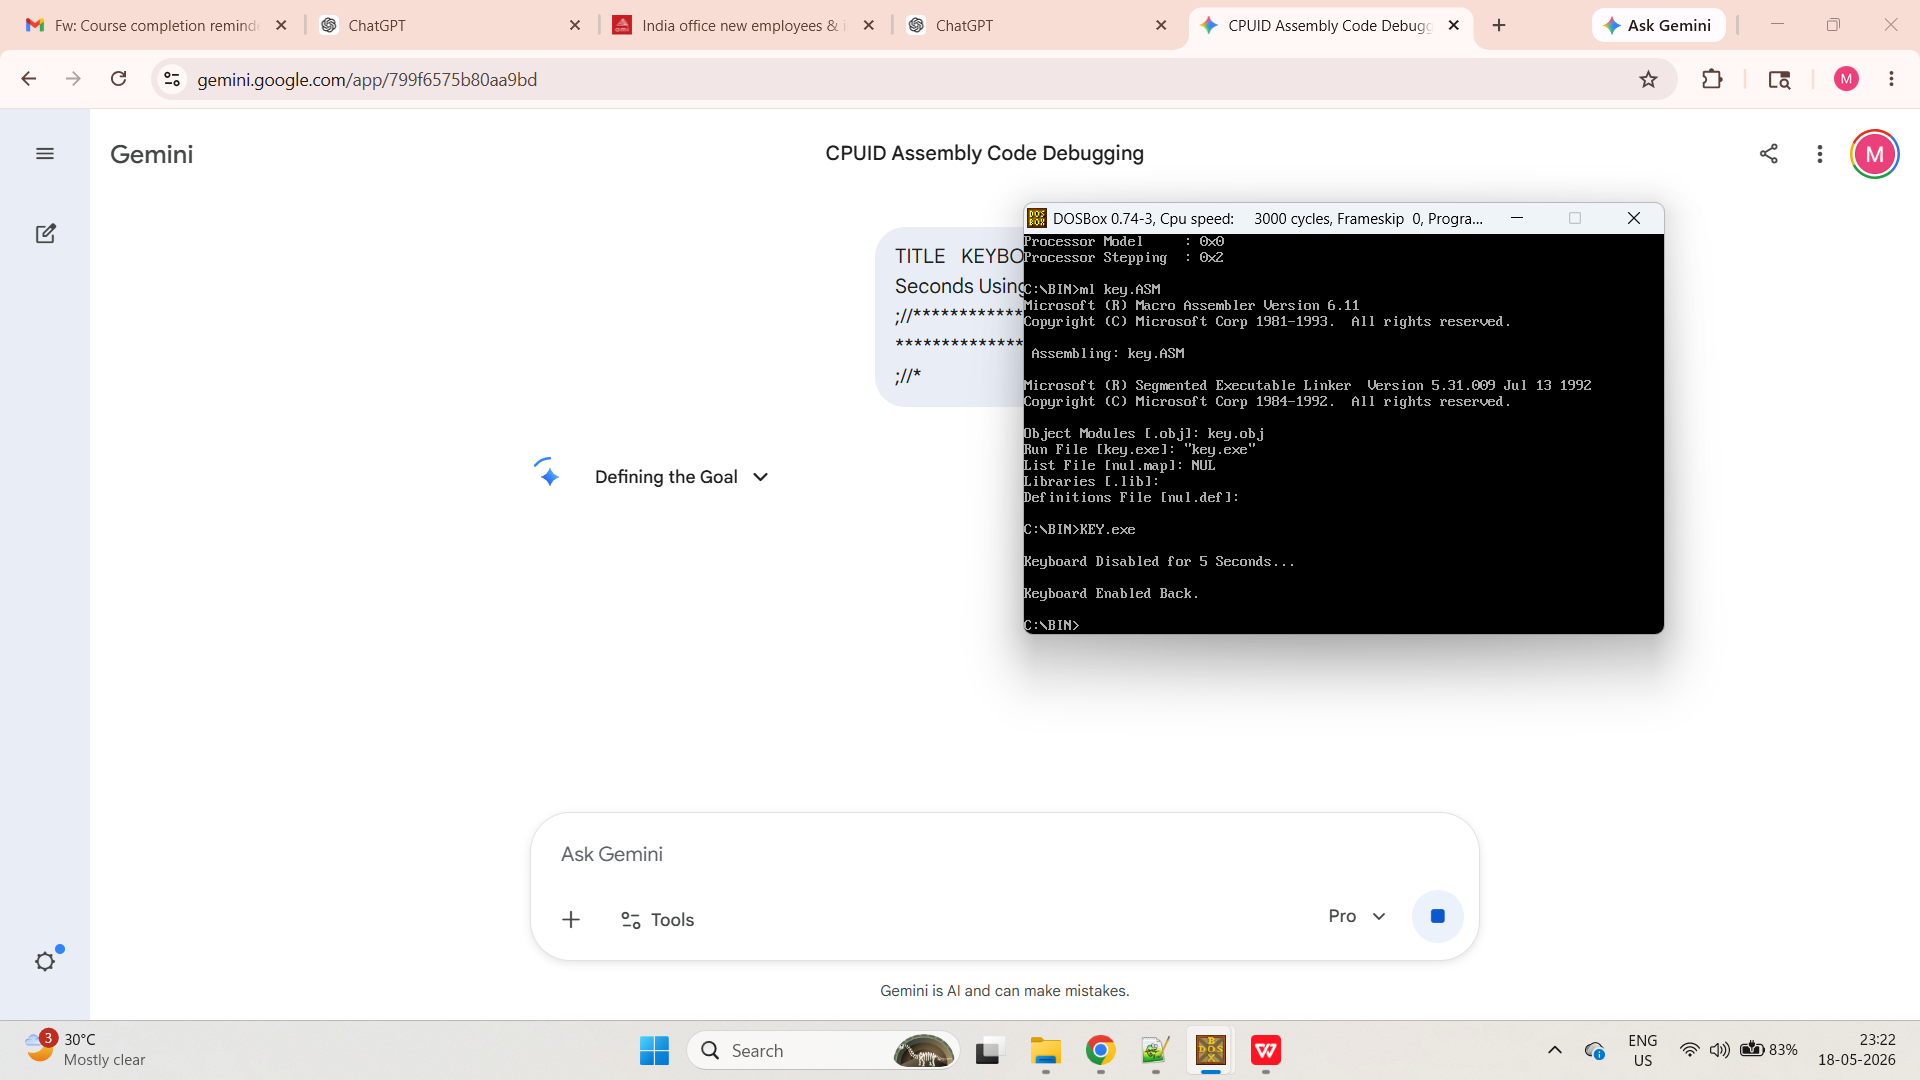 Fw: Course completion reminde
ChatGPT
India office new employees & i
ChatGPT
CPUID Assembly Code Debugg
Ask Gemini
gemini.google.com/app/799f6575b80aa9bd
M
Gemini
CPUID Assembly Code Debugging
M
TITLE KEYBO
Seconds Using
;//************
**************
;//*
Defining the Goal
DOSBox 0.74-3, Cpu speed: 3000 cycles, Frameskip 0, Progra...
Processor Model : 0x0
Processor Stepping : 0x2
C:\BIN>ml key.ASM
Microsoft (R) Macro Assembler Version 6.11
Copyright (C) Microsoft Corp 1981-1993. All rights reserved.
Assembling: key.ASM
Microsoft (R) Segmented Executable Linker Version 5.31.009 Jul 13 1992
Copyright (C) Microsoft Corp 1984-1992. All rights reserved.
Object Modules [.obj]: key.obj
Run File [key.exe]: "key.exe"
List File [nul.map]: NUL
Libraries [.lib]:
Definitions File [nul.def]:
C:\BIN>KEY.exe
Keyboard Disabled for 5 Seconds...
Keyboard Enabled Back.
C:\BIN>
Ask Gemini
Tools
Pro
Gemini is AI and can make mistakes.
3
30°C
Mostly clear
Search
ENG
US
83%
23:22
18-05-2026